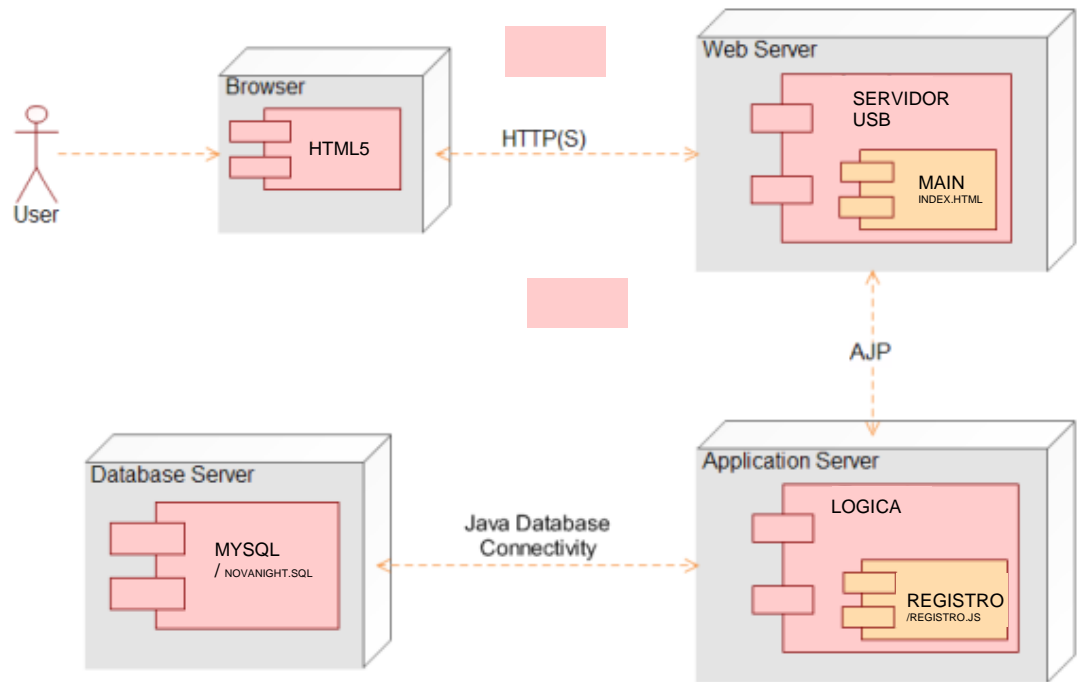 Browser
HTML5
User
HTTP(S)
Web Server
SERVIDOR
USB
MAIN
INDEX.HTML
AJP
Database Server
MYSQL
/ NOVANIGHT.SQL
Java Database
Connectivity
Application Server
LOGICA
REGISTRO
/REGISTRO.JS